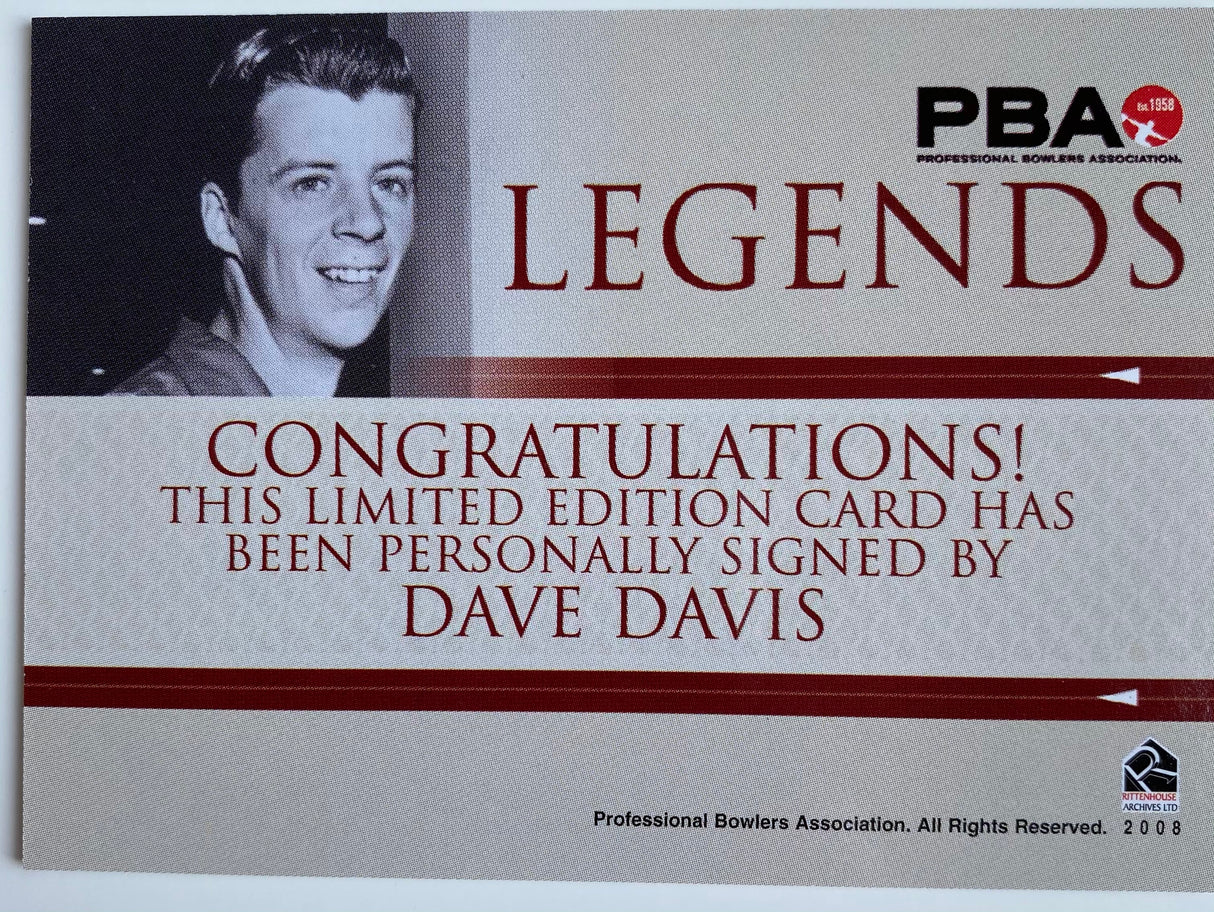 PBA Est. 1958
PROFESSIONAL BOWLERS ASSOCIATION.
LEGENDS
CONGRATULATIONS!
THIS LIMITED EDITION CARD HAS
BEEN PERSONALLY SIGNED BY
DAVE DAVIS
RITTENHOUSE
ARCHIVES LTD
Professional Bowlers Association. All Rights Reserved. 2008